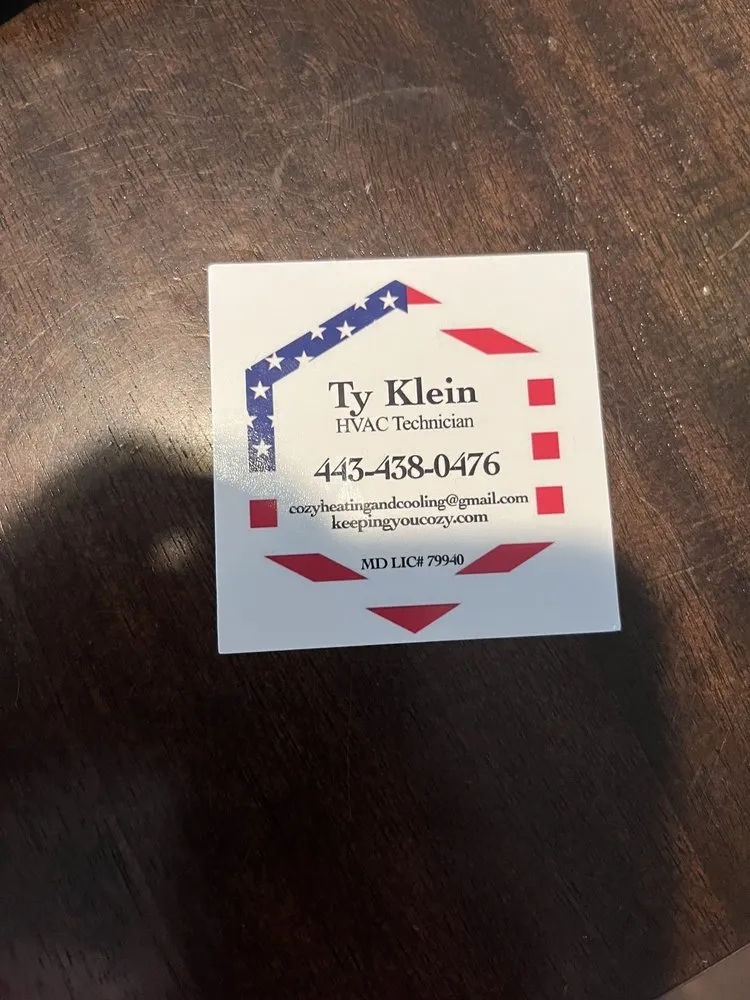 Ty Klein
HVAC Technician
443-438-0476
cozyheatingandcooling@gmail.com
keepingyoucozy.com
MD LIC# 79940